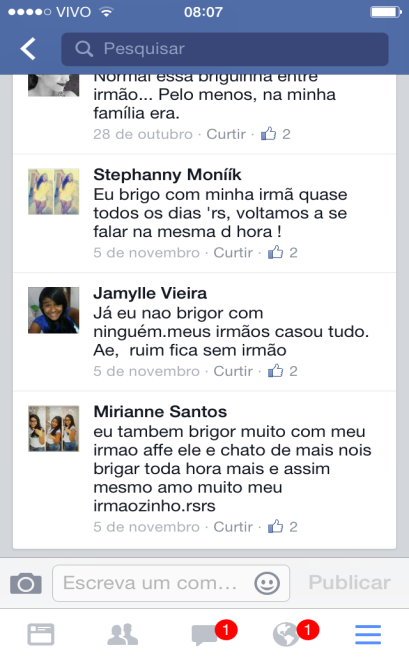 VIVO 08:07
Pesquisar
Normal essa briguinha entre
irmão... Pelo menos, na minha
família era.
28 de outubro · Curtir · 2
Stephanny Moniík
Eu brigo com minha irmã quase
todos os dias 'rs, voltamos a se
falar na mesma d hora !
5 de novembro · Curtir · 2
Jamylle Vieira
Já eu nao brigor com
ninguém.meus irmãos casou tudo.
Ae, ruim fica sem irmão
5 de novembro · Curtir · 2
Mirianne Santos
eu tambem brigor muito com meu
irmao affe ele e chato de mais nois
brigar toda hora mais e assim
mesmo amo muito meu
irmaozinho.rsrs
5 de novembro · Curtir · 2
Escreva um com... Publicar
1 1